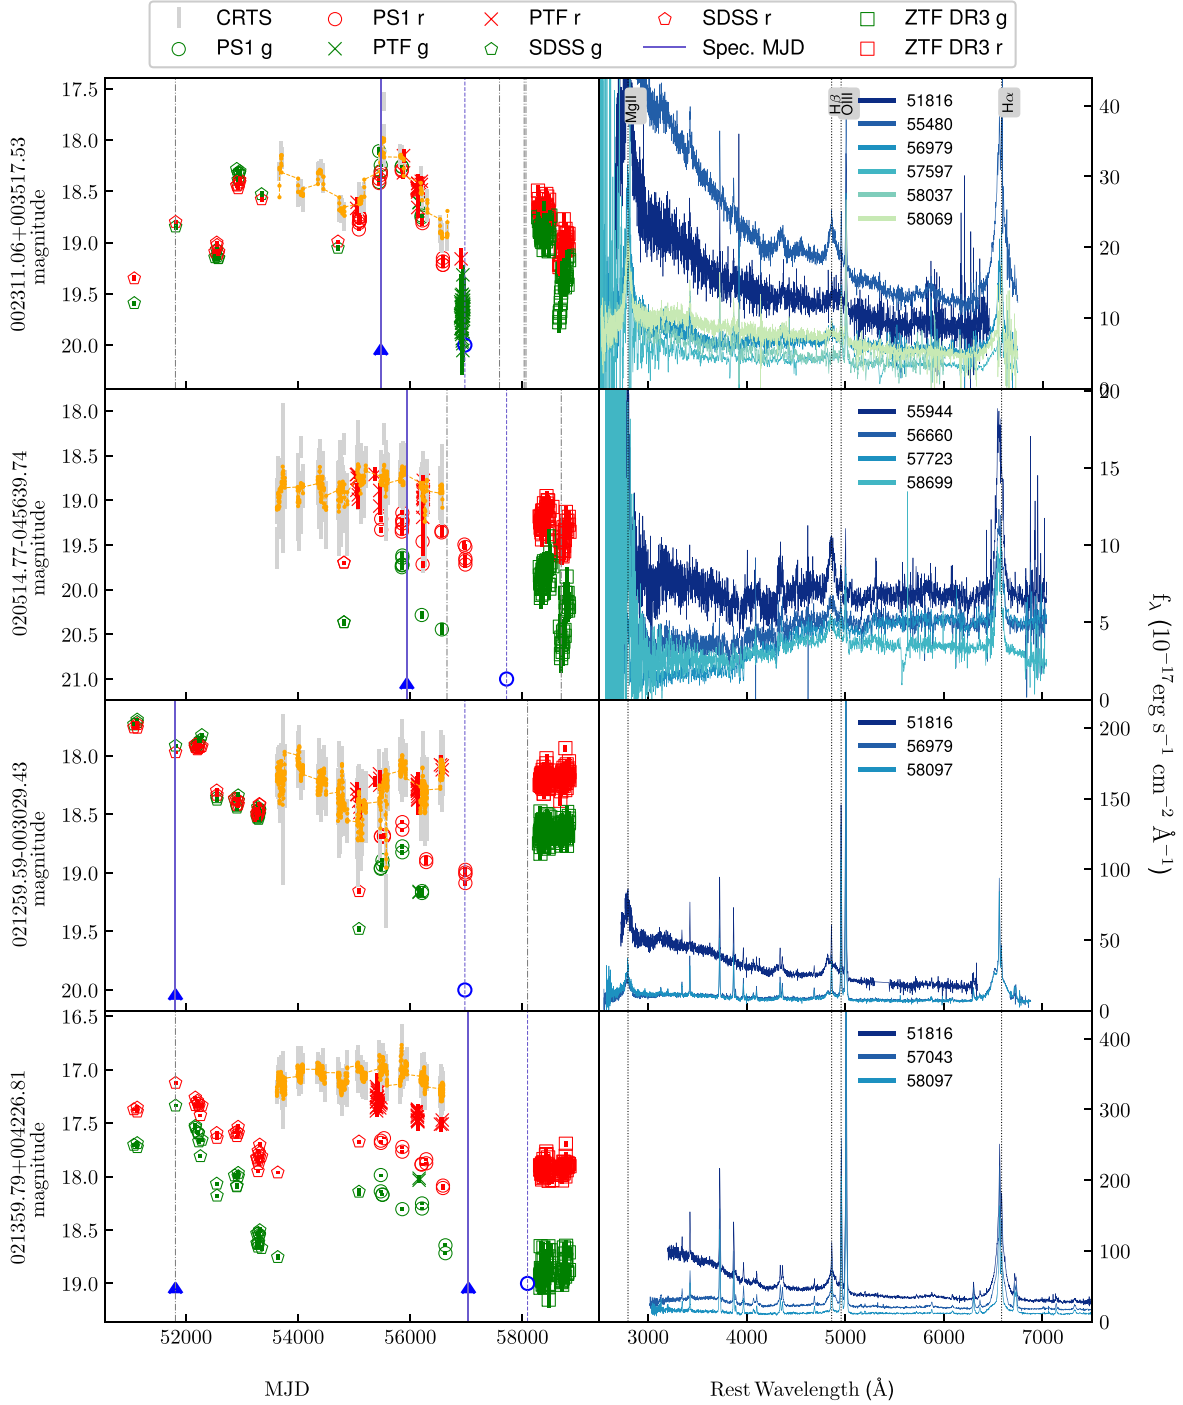 CRTS
PS1 g
PS1 r
PTF g
PTF r
SDSS g
SDSS r
Spec. MJD
ZTF DR3 g
ZTF DR3 r
002311.06+003517.53
magnitude
17.5
18.0
18.5
19.0
19.5
20.0
MgII
Hβ
OIII
Hα
51816
55480
56979
57597
58037
58069
40
30
20
10
0
020514.77-045639.74
magnitude
18.0
18.5
19.0
19.5
20.0
20.5
21.0
55944
56660
57723
58699
20
15
10
5
0
021259.59-003029.43
magnitude
18.0
18.5
19.0
19.5
20.0
51816
56979
58097
200
150
100
50
0
021359.79+004226.81
magnitude
16.5
17.0
17.5
18.0
18.5
19.0
51816
57043
58097
400
300
200
100
0
f_λ (10⁻¹⁷erg s⁻¹ cm⁻² Å⁻¹)
52000 54000 56000 58000
3000 4000 5000 6000 7000
MJD
Rest Wavelength (Å)